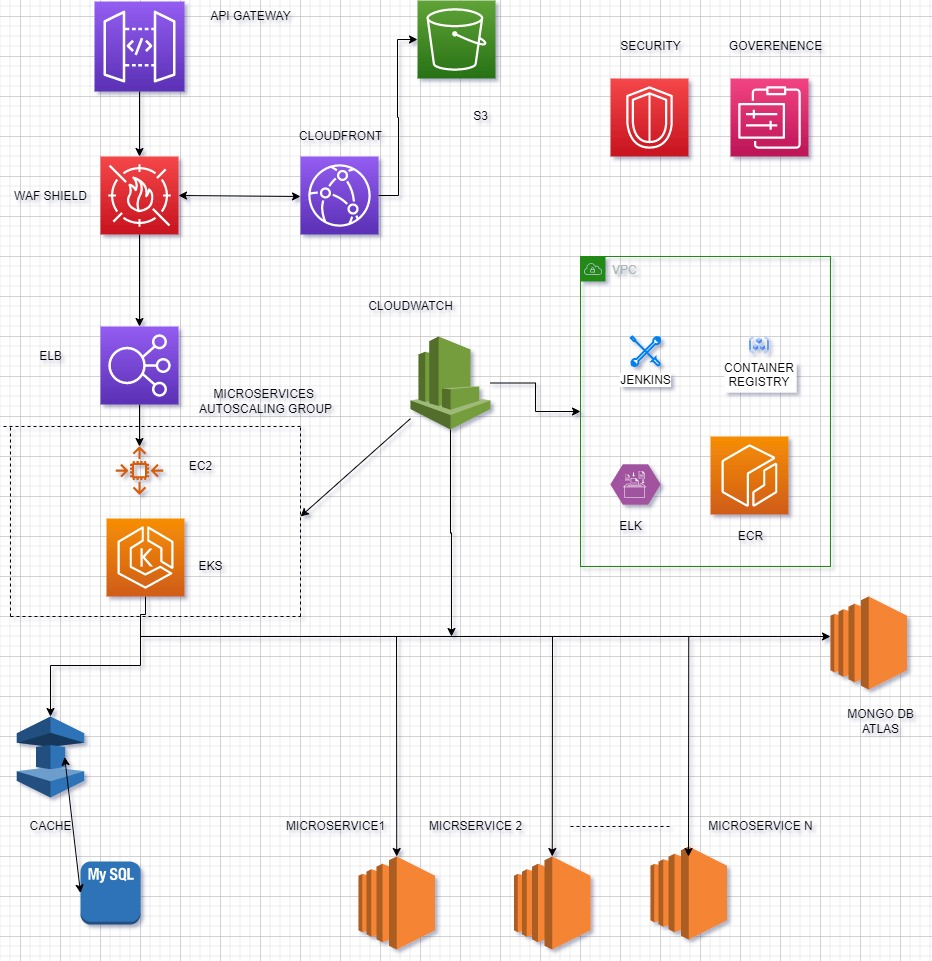 API GATEWAY
S3
SECURITY
GOVERENENCE
CLOUDFRONT
WAF SHIELD
VPC
CLOUDWATCH
ELB
JENKINS
CONTAINER
REGISTRY
MICROSERVICES
AUTOSCALING GROUP
EC2
ELK
ECR
K
EKS
MONGO DB
ATLAS
CACHE
MICROSERVICE1
MICRSERVICE 2
MICROSERVICE N
My SQL